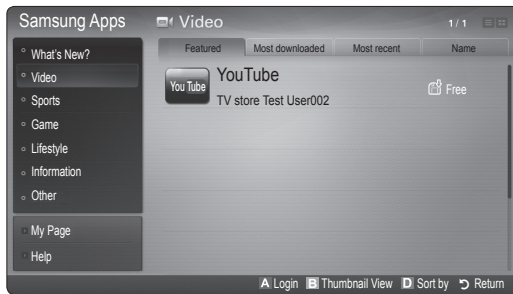 Samsung Apps
Video
1 / 1
What's New?
Video
Sports
Game
Lifestyle
Information
Other
My Page
Help
Featured
Most downloaded
Most recent
Name
You Tube
YouTube
TV store Test User002
Free
A Login B Thumbnail View D Sort by Return